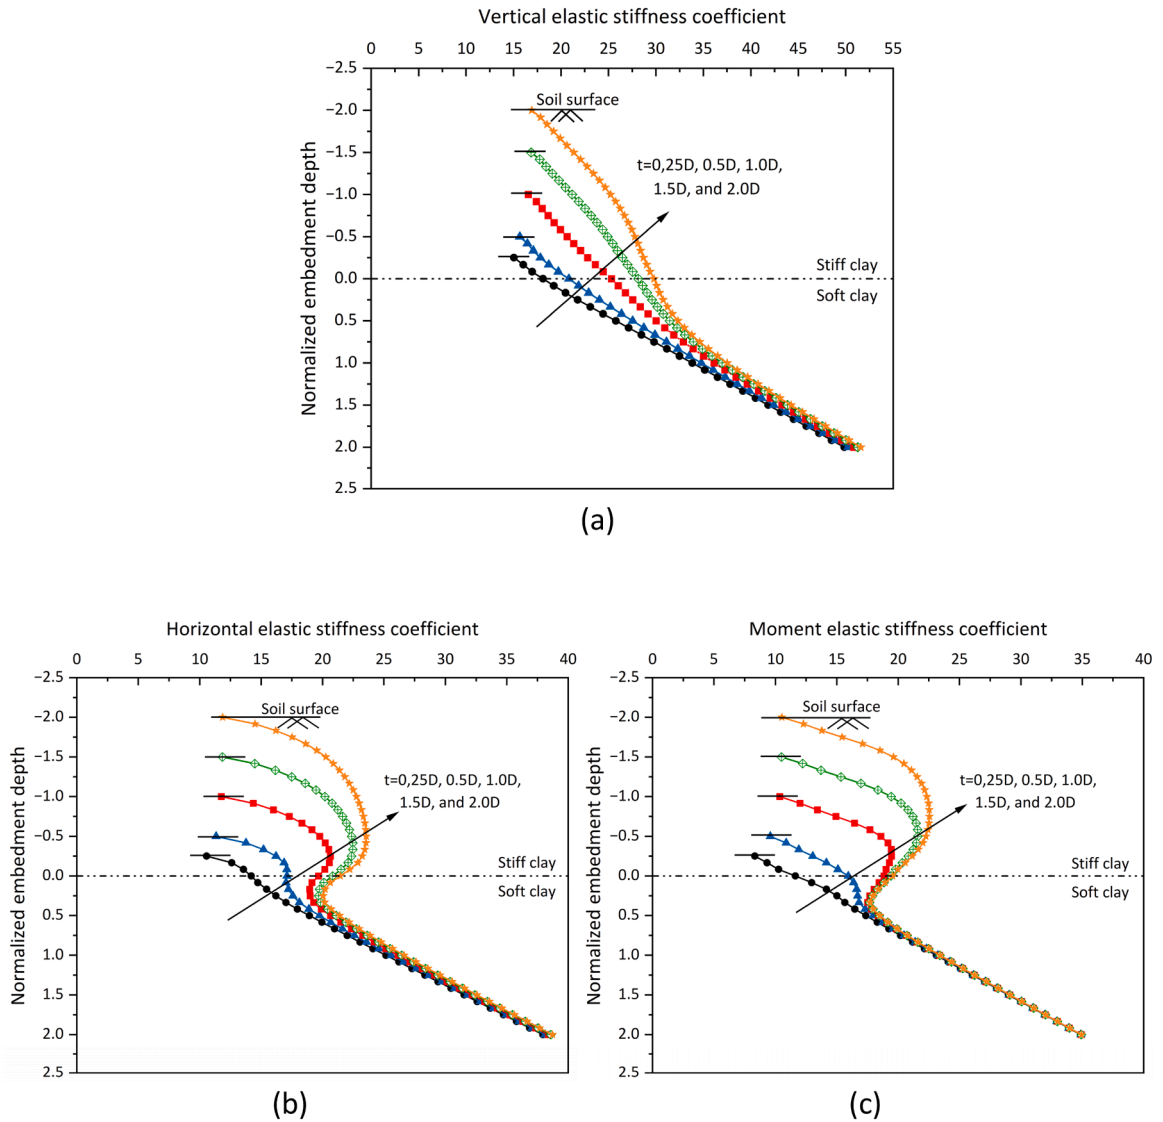 Vertical elastic stiffness coefficient
0 5 10 15 20 25 30 35 40 45 50 55
−2.5
−2.0
−1.5
−1.0
−0.5
0.0
0.5
1.0
1.5
2.0
2.5
Normalized embedment depth
Soil surface
t=0,25D, 0.5D, 1.0D,
1.5D, and 2.0D
Stiff clay
Soft clay
(a)
Horizontal elastic stiffness coefficient
0 5 10 15 20 25 30 35 40
−2.5
−2.0
−1.5
−1.0
−0.5
0.0
0.5
1.0
1.5
2.0
2.5
Normalized embedment depth
Soil surface
t=0,25D, 0.5D, 1.0D,
1.5D, and 2.0D
Stiff clay
Soft clay
(b)
Moment elastic stiffness coefficient
0 5 10 15 20 25 30 35 40
−2.5
−2.0
−1.5
−1.0
−0.5
0.0
0.5
1.0
1.5
2.0
2.5
Normalized embedment depth
Soil surface
t=0,25D, 0.5D, 1.0D,
1.5D, and 2.0D
Stiff clay
Soft clay
(c)